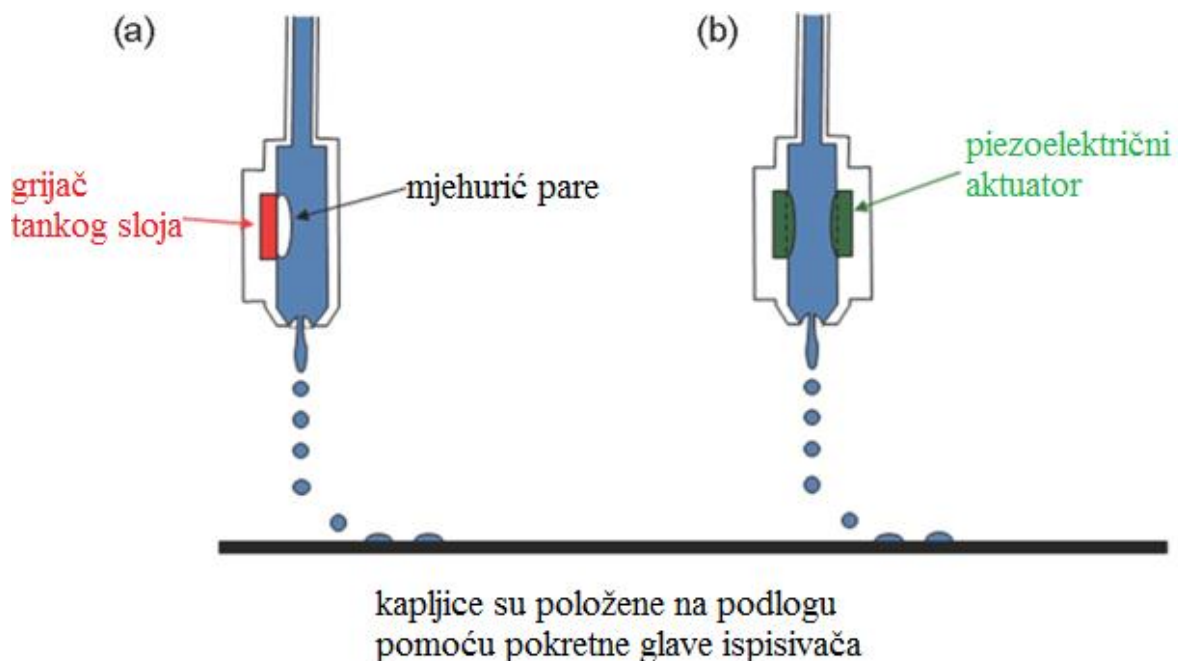 (a)
(b)
grijač
tankog sloja
mjehurić pare
piezoelektrični
aktuator
kapljice su položene na podlogu
pomoću pokretne glave ispisivača